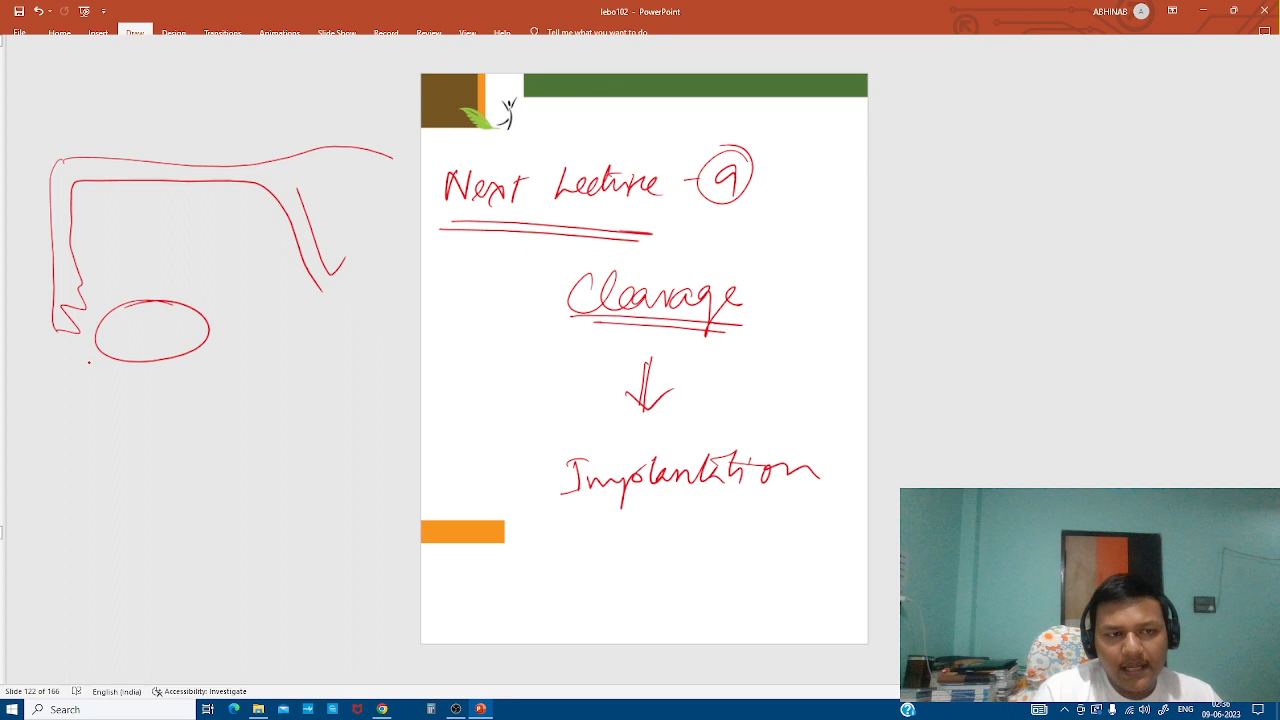 lebo102 - PowerPoint
ABHINAB A
File Home Insert Draw Design Transitions Animations Slide Show Record Review View Help Tell me what you want to do
Next Lecture - 9
Cleavage
Implantation
Slide 122 of 166 English (India) Accessibility: Investigate
Search
02:56
09-06-2023